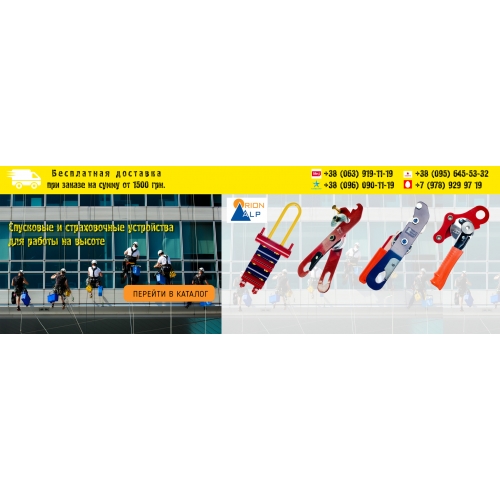 Бесплатная доставка
при заказе на сумму от 1500 грн.
+38 (063) 919-11-19
+38 (095) 645-53-32
+38 (096) 090-11-19
+7 (978) 929 97 19
Спусковые и страховочные устройства
для работы на высоте
ORION
ALP
ПЕРЕЙТИ В КАТАЛОГ